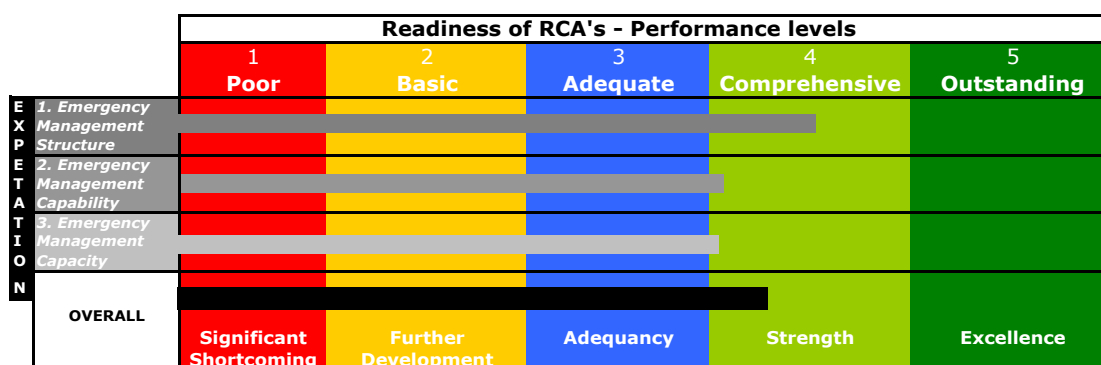 Readiness of RCA's - Performance levels
1 2 3 4 5
Poor Basic Adequate Comprehensive Outstanding
E 1. Emergency
X Management
P Structure
E 2. Emergency
T Management
A Capability
T 3. Emergency
I Management
O Capacity
N
OVERALL
Significant Further Adequancy Strength Excellence
Shortcoming Development